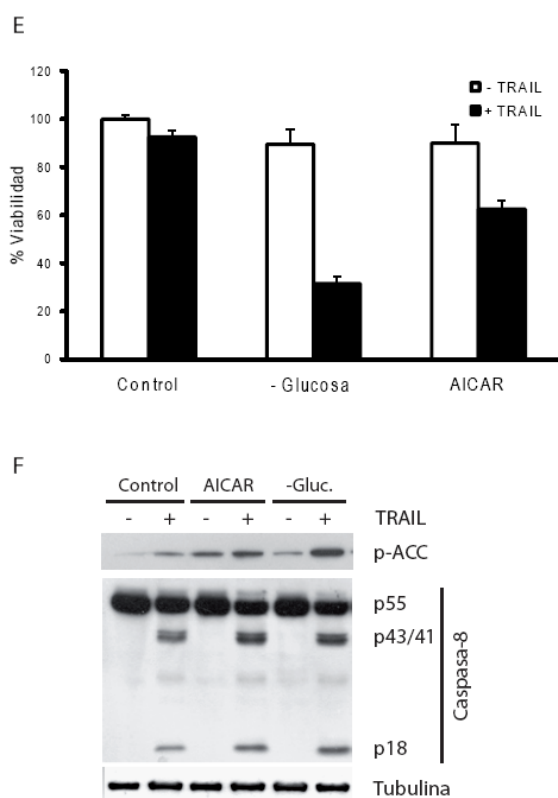 E
120
100
80
60
40
20
0
% Viabilidad
- TRAIL
+ TRAIL
Control
- Glucosa
AICAR
F
Control AICAR -Gluc.
- + - + - + TRAIL
p-ACC
p55
p43/41
p18
Caspasa-8
Tubulina